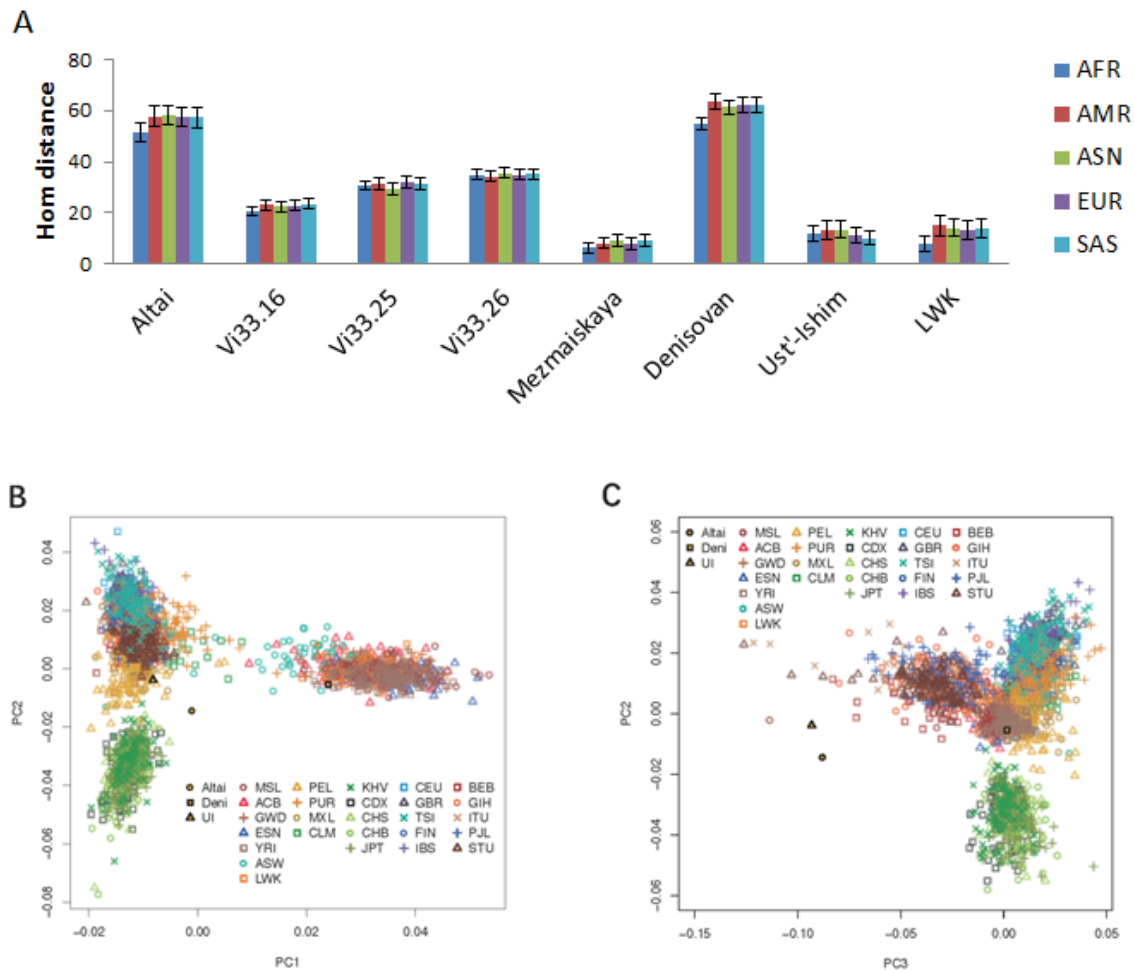 A
Hom distance
80
60
40
20
0
Altai
Vi33.16
Vi33.25
Vi33.26
Mezmaiskaya
Denisovan
Ust'-Ishim
LWK
AFR
AMR
ASN
EUR
SAS
B
PC2
0.04
0.02
0.00
−0.02
−0.04
−0.06
−0.08
Altai MSL PEL KHV CEU BEB
Deni ACB PUR CDX GBR GIH
UI GWD MXL CHS TSI ITU
ESN CLM CHB FIN PJL
YRI JPT IBS STU
ASW
LWK
−0.02 0.00 0.02 0.04
PC1
C
PC2
0.06
0.04
0.02
0.00
−0.02
−0.04
−0.06
Altai MSL PEL KHV CEU BEB
Deni ACB PUR CDX GBR GIH
UI GWD MXL CHS TSI ITU
ESN CLM CHB FIN PJL
YRI JPT IBS STU
ASW
LWK
−0.15 −0.10 −0.05 0.00 0.05
PC3